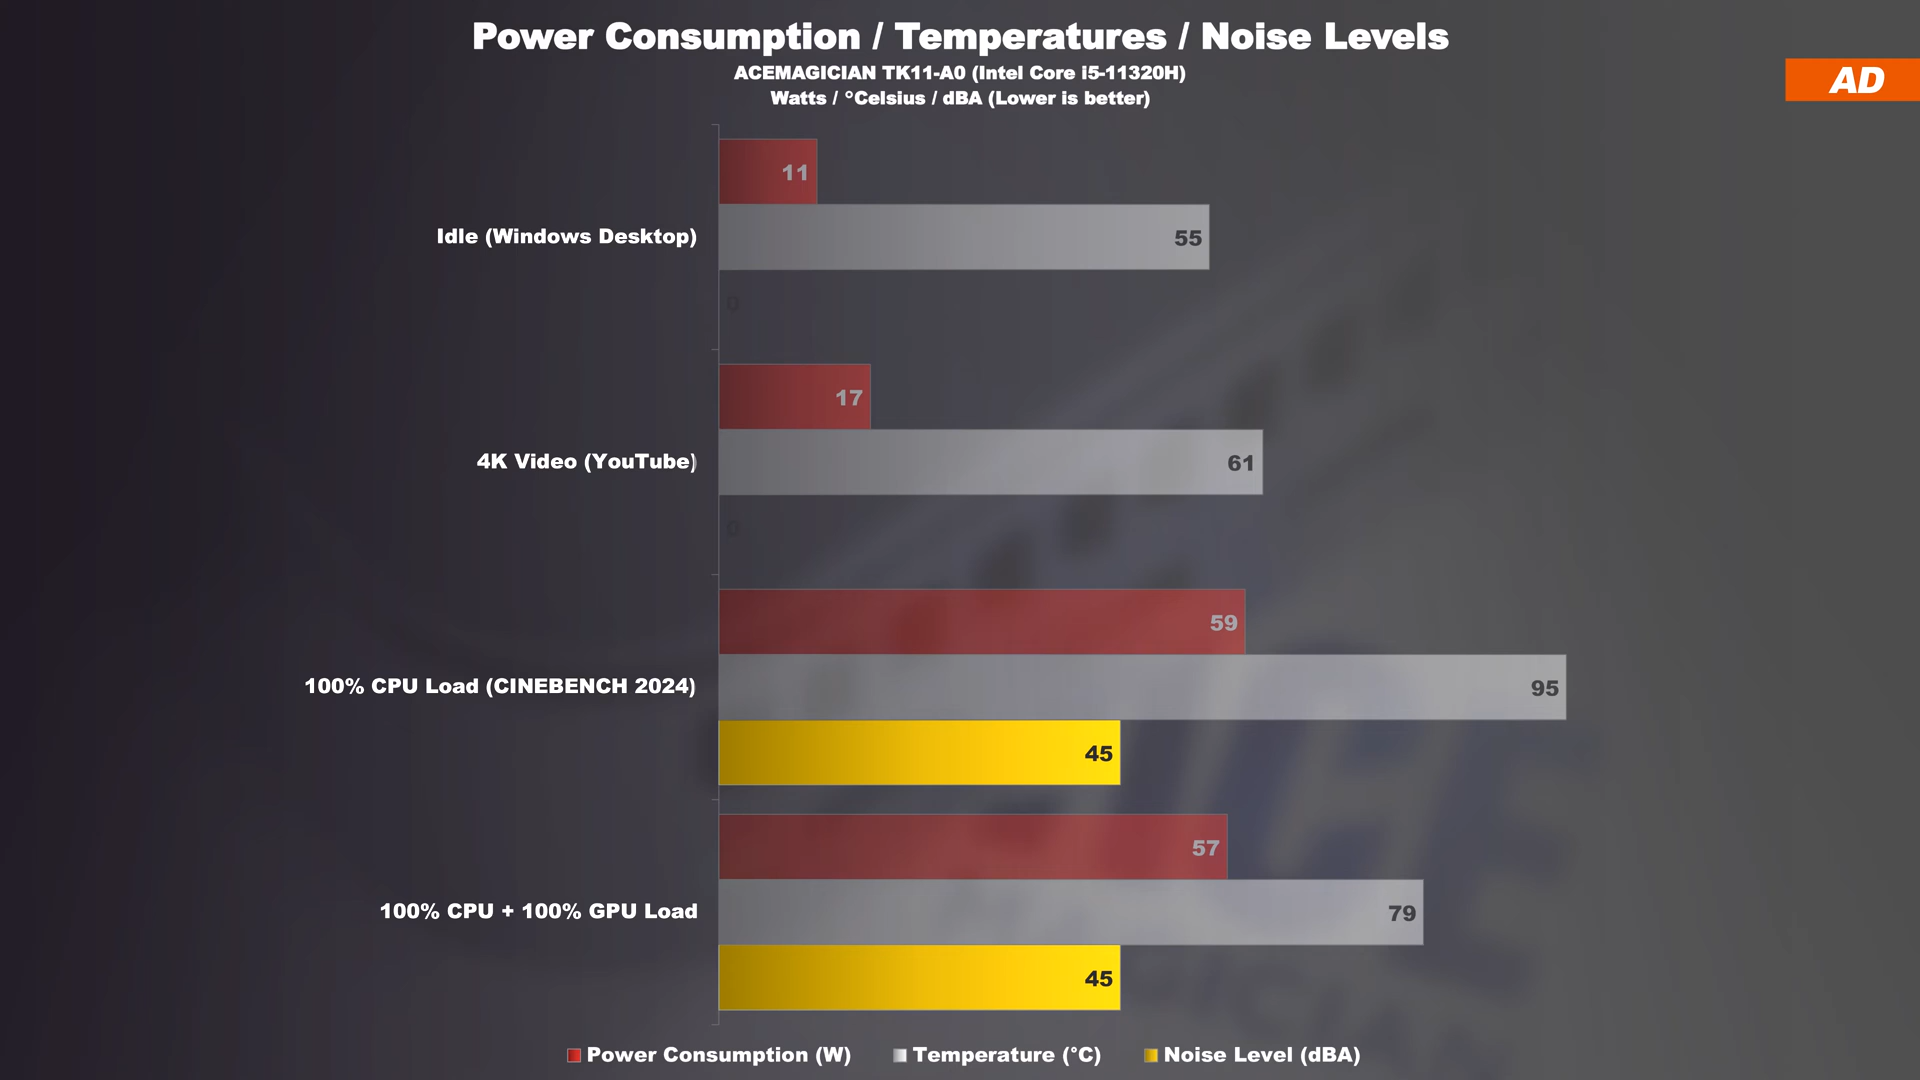 Power Consumption / Temperatures / Noise Levels
ACEMAGICIAN TK11-A0 (Intel Core i5-11320H)
Watts / °Celsius / dBA (Lower is better)
AD
11
Idle (Windows Desktop)
55
0
17
4K Video (YouTube)
61
0
59
100% CPU Load (CINEBENCH 2024)
95
45
57
100% CPU + 100% GPU Load
79
45
Power Consumption (W)
Temperature (°C)
Noise Level (dBA)